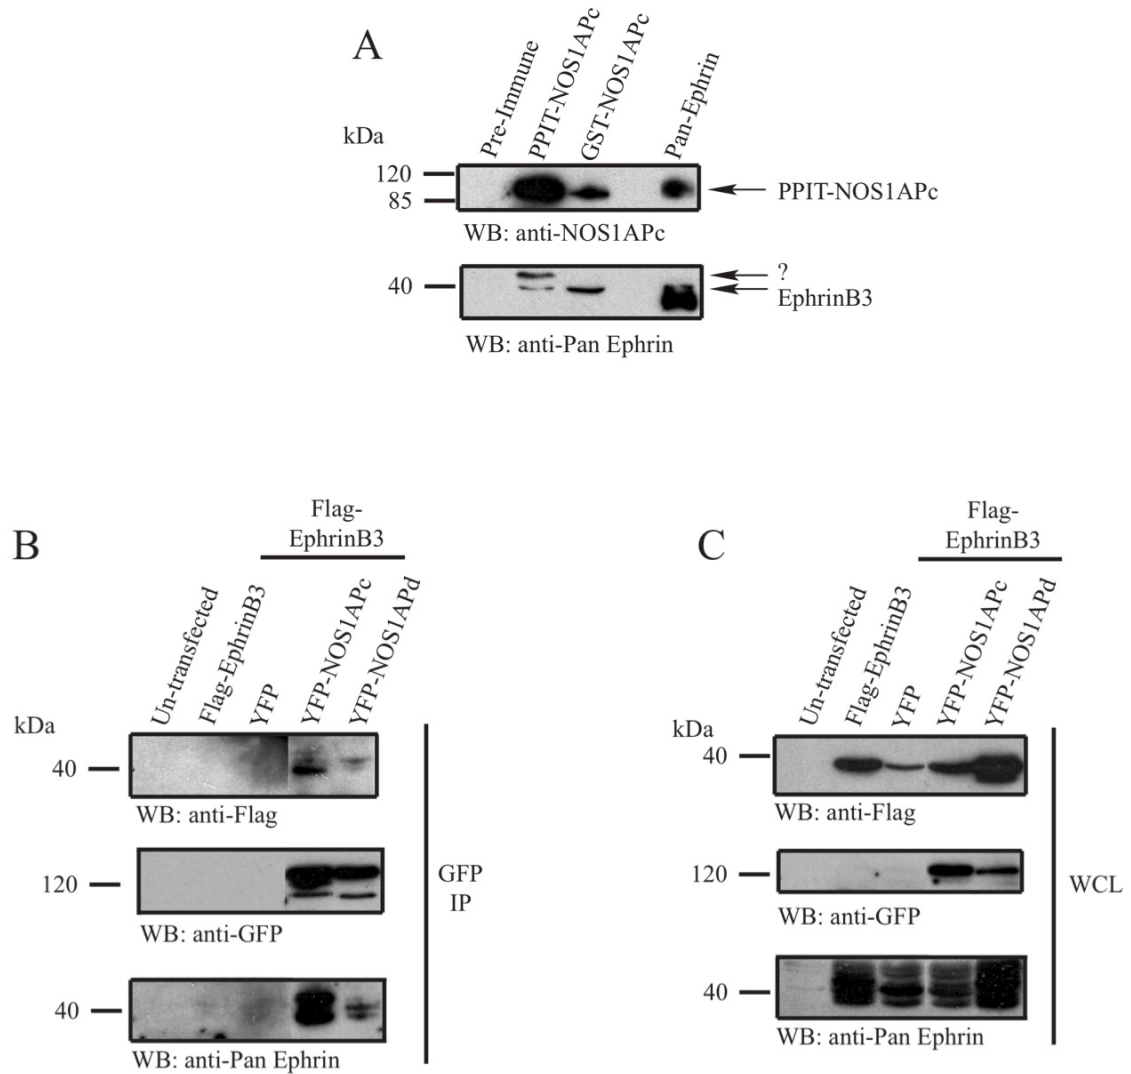 A
Pre-Immune
PPIT-NOS1APc
GST-NOS1APc
Pan-Ephrin
kDa
120
85
PPIT-NOS1APc
WB: anti-NOS1APc
40
?
EphrinB3
WB: anti-Pan Ephrin
B
Flag-
EphrinB3
Un-transfected
Flag-EphrinB3
YFP
YFP-NOS1APc
YFP-NOS1APd
kDa
40
WB: anti-Flag
120
WB: anti-GFP
40
WB: anti-Pan Ephrin
GFP
IP
C
Flag-
EphrinB3
Un-transfected
Flag-EphrinB3
YFP
YFP-NOS1APc
YFP-NOS1APd
kDa
40
WB: anti-Flag
120
WB: anti-GFP
40
WB: anti-Pan Ephrin
WCL